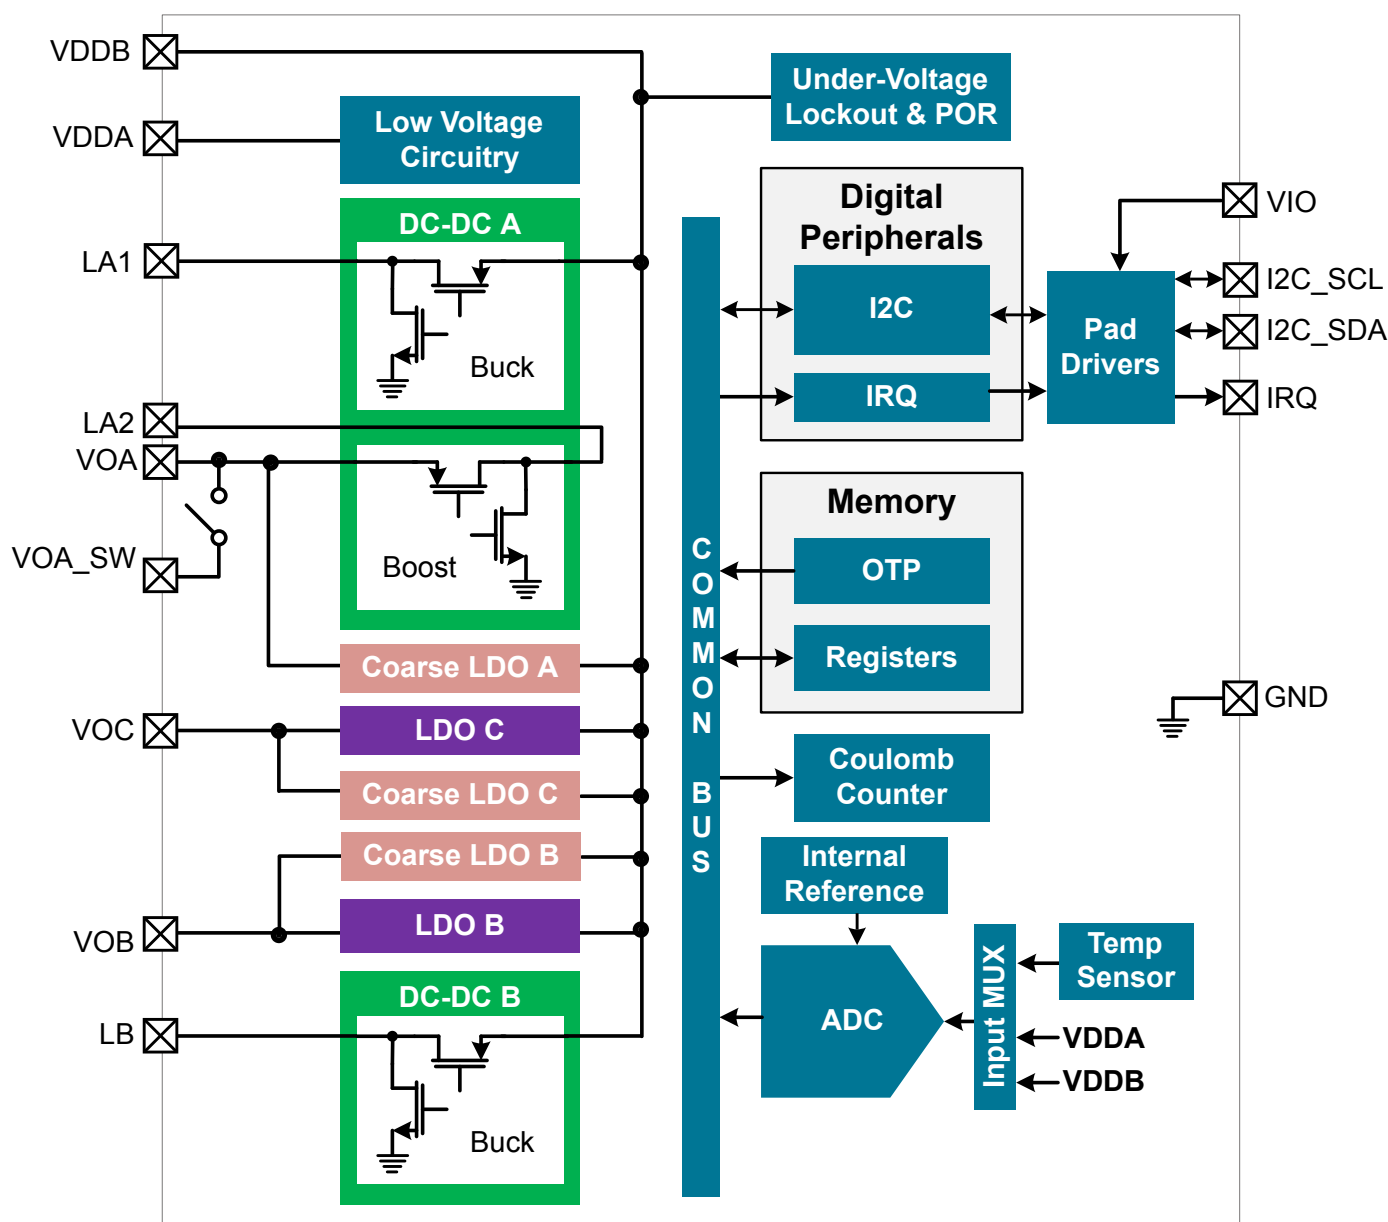 VDDB
VDDA
LA1
LA2
VOA
VOA_SW
VOC
VOB
LB
Low Voltage
Circuitry
DC-DC A
Buck
Boost
Coarse LDO A
LDO C
Coarse LDO C
Coarse LDO B
LDO B
DC-DC B
Buck
Under-Voltage
Lockout & POR
COMMON BUS
Digital
Peripherals
I2C
IRQ
Pad
Drivers
VIO
I2C_SCL
I2C_SDA
IRQ
Memory
OTP
Registers
GND
Coulomb
Counter
Internal
Reference
ADC
Input MUX
Temp
Sensor
VDDA
VDDB